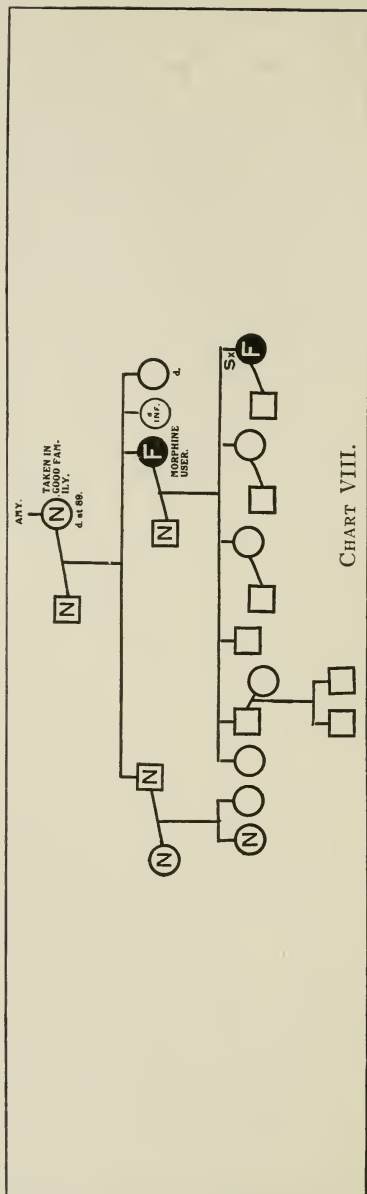 AMY.
N
TAKEN IN
GOOD FAM-
ILY.
d. at 89.
N
N
F
MORPHINE
USER.
d
INF.
d.
N
N
N
Sx
F
CHART VIII.